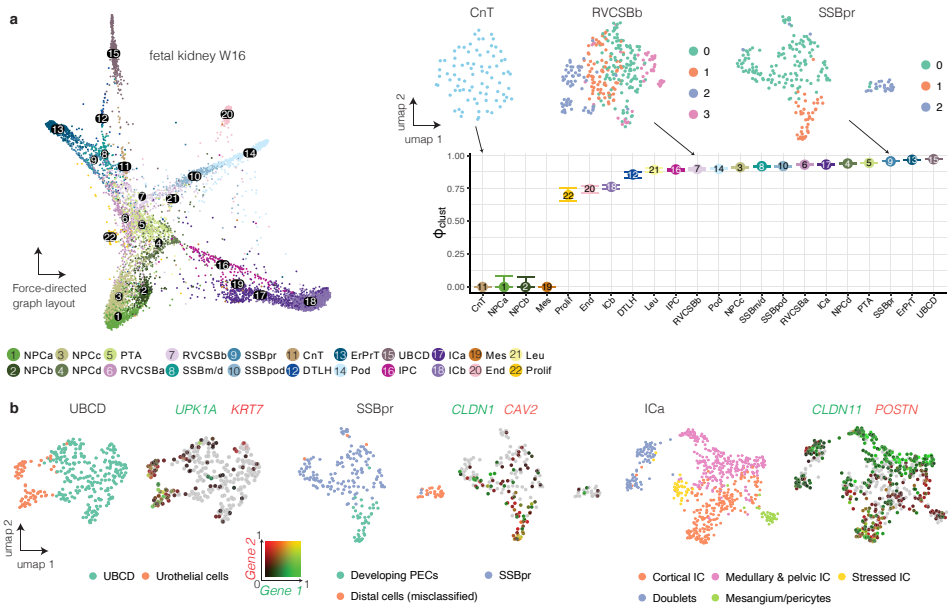 a
fetal kidney W16
15
20
12
13
8
9
11
14
10
7
21
6
5
22
4
16
2
19
3
17
18
1
Force-directed
graph layout
CnT
RVCSBb
SSBpr
0
1
2
3
0
1
2
umap 2
umap 1
ϕclust
1.00
0.75
0.50
0.25
0.00
11 1 2 19 22 20 18 12 21 16 7 14 3 8 10 6 17 4 5 9 13 15
CnT NPCa NPCb Mes Prolif End ICb DTLH Leu IPC RVCSBb Pod NPCc SSBm/d SSBpod RVCSBa ICa NPCd PTA SSBpr ErPrT UBCD
1 NPCa 3 NPCc 5 PTA 7 RVCSBb 9 SSBpr 11 CnT 13 ErPrT 15 UBCD 17 ICa 19 Mes 21 Leu
2 NPCb 4 NPCd 6 RVCSBa 8 SSBm/d 10 SSBpod 12 DTLH 14 Pod 16 IPC 18 ICb 20 End 22 Prolif
b
UBCD UPK1A KRT7
SSBpr CLDN1 CAV2
ICa CLDN11 POSTN
umap 2
umap 1
Gene 2
1
Gene 1
1
UBCD Urothelial cells
Developing PECs SSBpr
Distal cells (misclassified)
Cortical IC Medullary & pelvic IC Stressed IC
Doublets Mesangium/pericytes